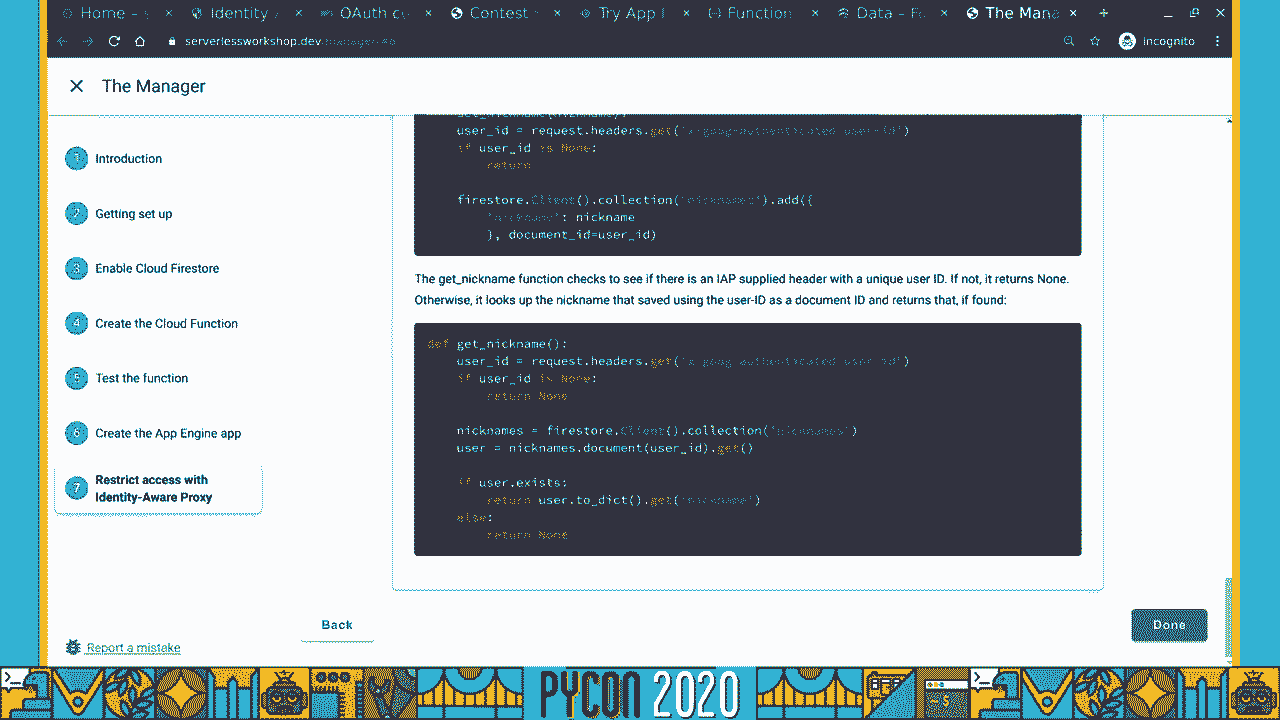 Home –
Identity
OAuth
Contest
Try App
Function
Data – F
The Mana
serverlessworkshop.dev
Incognito
The Manager
1 Introduction
2 Getting set up
3 Enable Cloud Firestore
4 Create the Cloud Function
5 Test the function
6 Create the App Engine app
7 Restrict access with
Identity-Aware Proxy
user_id = request.headers.get('x-goog-authenticated-user-id')
if user_id is None:
return
firestore.Client().collection('nicknames').add({
'nickname': nickname
}, document_id=user_id)
The get_nickname function checks to see if there is an IAP supplied header with a unique user ID. If not, it returns None.
Otherwise, it looks up the nickname that saved using the user-ID as a document ID and returns that, if found:
def get_nickname():
user_id = request.headers.get('x-goog-authenticated-user-id')
if user_id is None:
return None
nicknames = firestore.Client().collection('nicknames')
user = nicknames.document(user_id).get()
if user.exists:
return user.to_dict().get('nickname')
else:
return None
Back
Done
Report a mistake
PYCON 2020